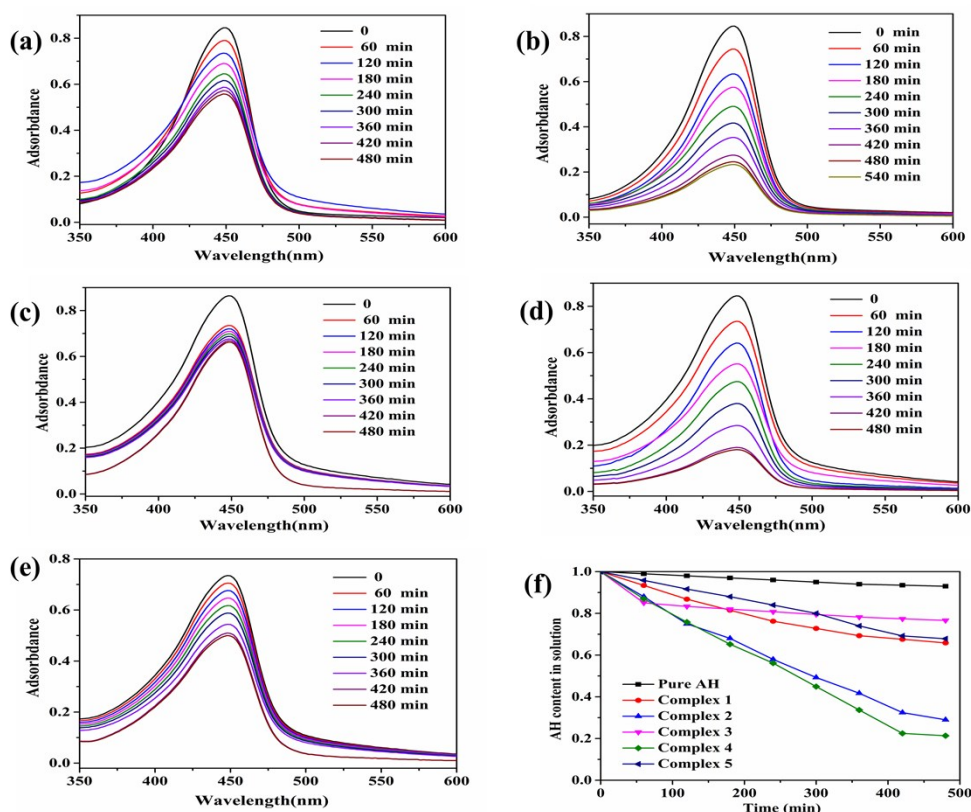 (a)
0.8
0.6
0.4
0.2
0.0
Adsorbdance
0
60 min
120 min
180 min
240 min
300 min
360 min
420 min
480 min
350 400 450 500 550 600
Wavelength(nm)
(b)
0.8
0.6
0.4
0.2
0.0
Adsorbdance
0 min
60 min
120 min
180 min
240 min
300 min
360 min
420 min
480 min
540 min
350 400 450 500 550 600
Wavelength(nm)
(c)
0.8
0.6
0.4
0.2
0.0
Adsorbdance
0
60 min
120 min
180 min
240 min
300 min
360 min
420 min
480 min
350 400 450 500 550 600
Wavelength(nm)
(d)
0.8
0.6
0.4
0.2
0.0
Adsorbdance
0
60 min
120 min
180 min
240 min
300 min
360 min
420 min
480 min
350 400 450 500 550 600
Wavelength(nm)
(e)
0.8
0.6
0.4
0.2
0.0
Adsorbdance
0
60 min
120 min
180 min
240 min
300 min
360 min
420 min
480 min
350 400 450 500 550 600
Wavelength(nm)
(f)
1.0
0.8
0.6
0.4
0.2
0.0
AH content in solution
Pure AH
Complex 1
Complex 2
Complex 3
Complex 4
Complex 5
0 100 200 300 400 500
Time (min)